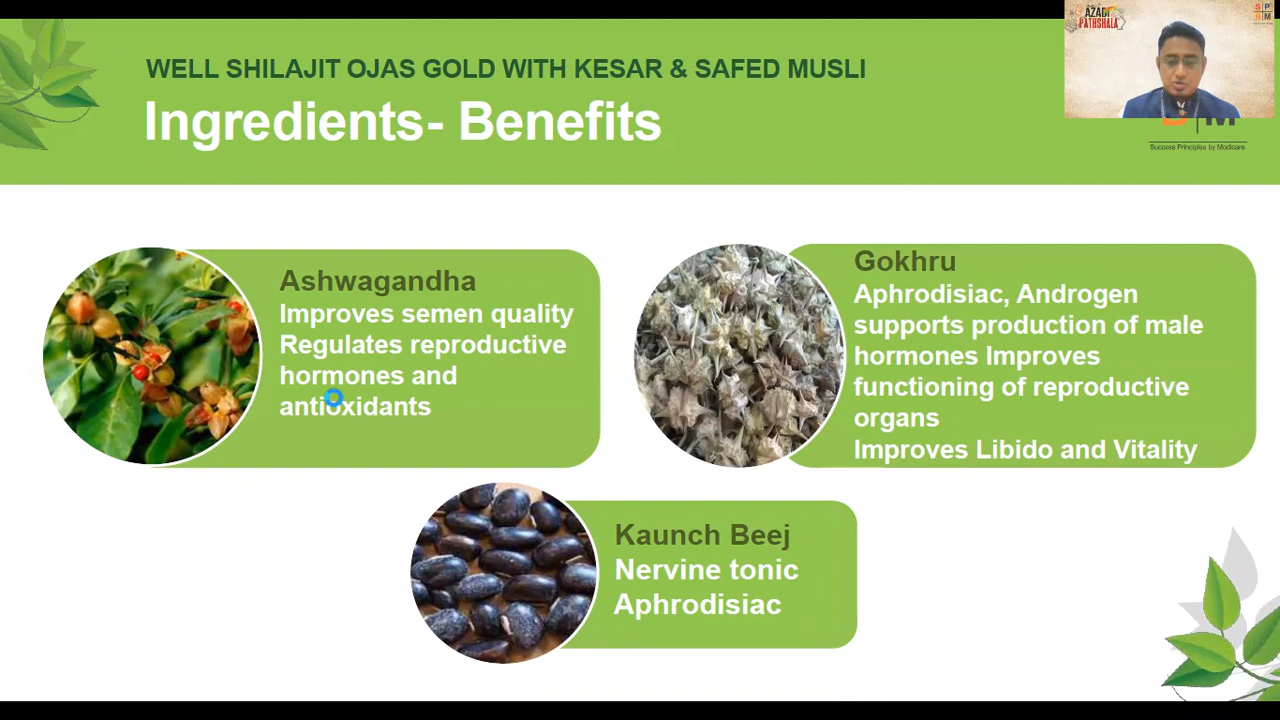 AZADI
PATHSHALA
S P
B M
WELL SHILAJIT OJAS GOLD WITH KESAR & SAFED MUSLI
Ingredients- Benefits
Success Principles by Modicare
Ashwagandha
Improves semen quality
Regulates reproductive
hormones and
antioxidants
Gokhru
Aphrodisiac, Androgen
supports production of male
hormones Improves
functioning of reproductive
organs
Improves Libido and Vitality
Kaunch Beej
Nervine tonic
Aphrodisiac